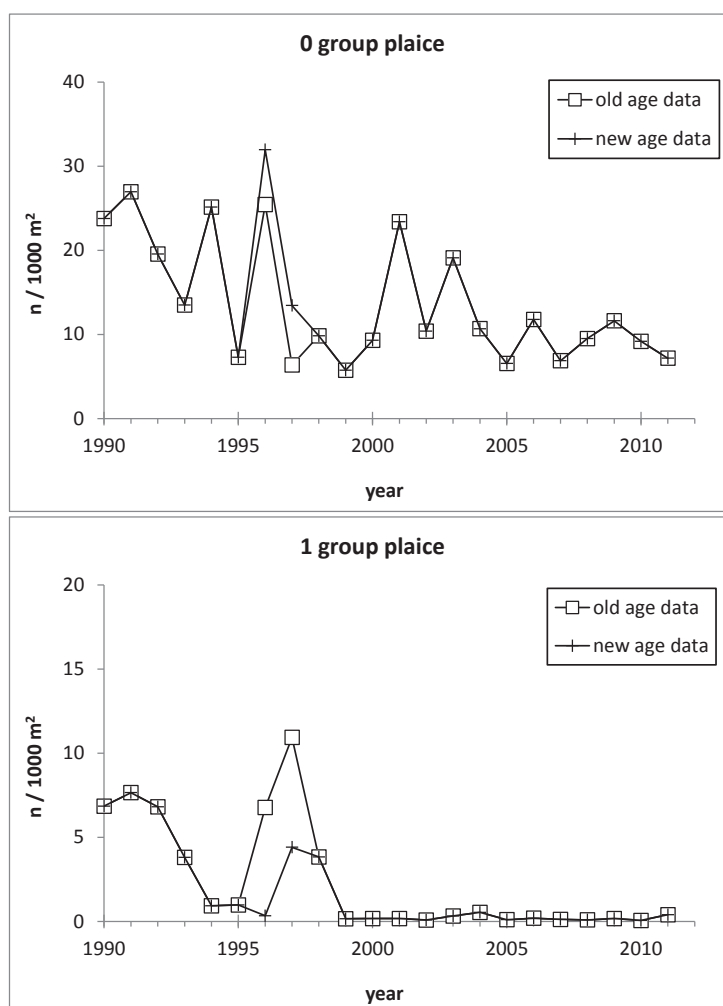 0 group plaice
40
30
20
10
0
n / 1000 m²
old age data
new age data
1990
1995
2000
2005
2010
year
1 group plaice
20
15
10
5
0
n / 1000 m²
old age data
new age data
1990
1995
2000
2005
2010
year